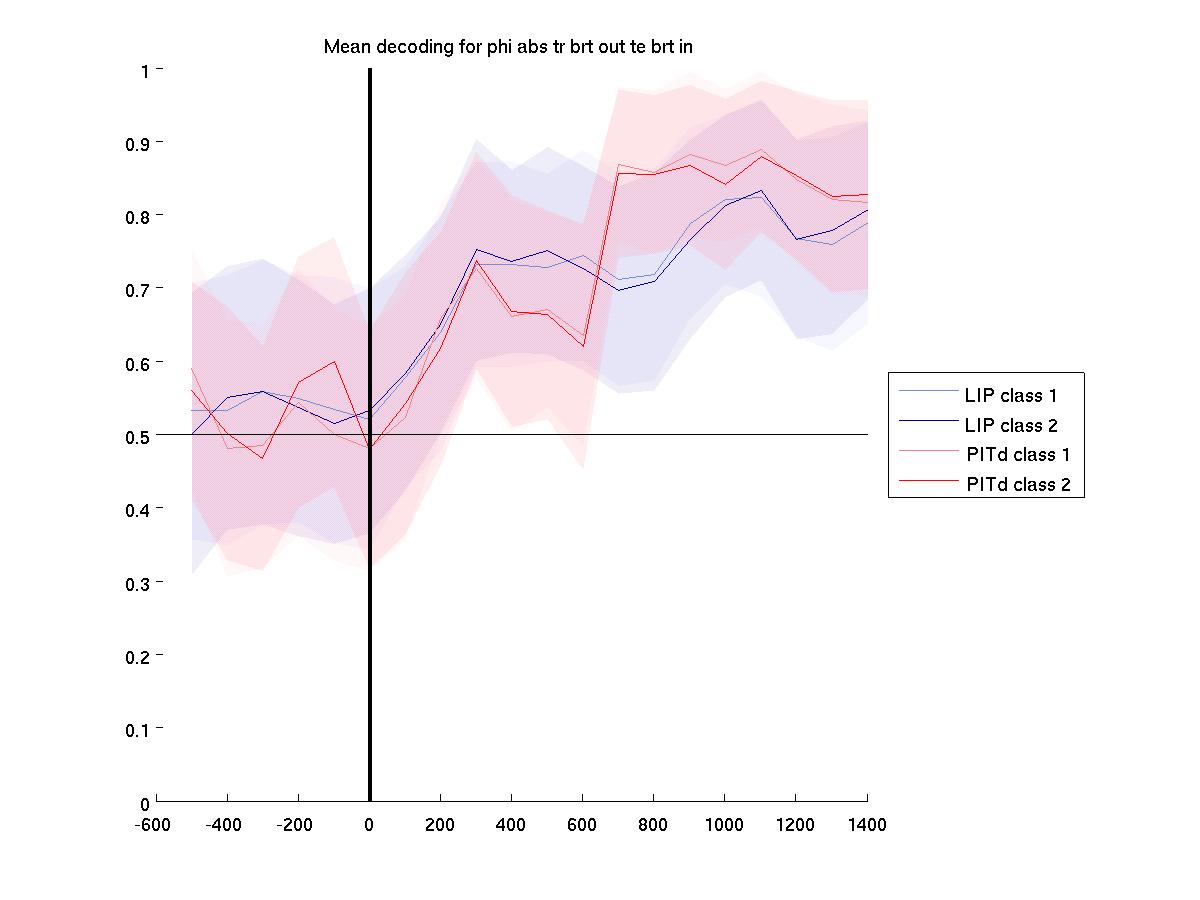 Mean decoding for phi abs tr brt out te brt in
1
0.9
0.8
0.7
0.6
0.5
0.4
0.3
0.2
0.1
0
-600 -400 -200 0 200 400 600 800 1000 1200 1400
LIP class 1
LIP class 2
PITd class 1
PITd class 2